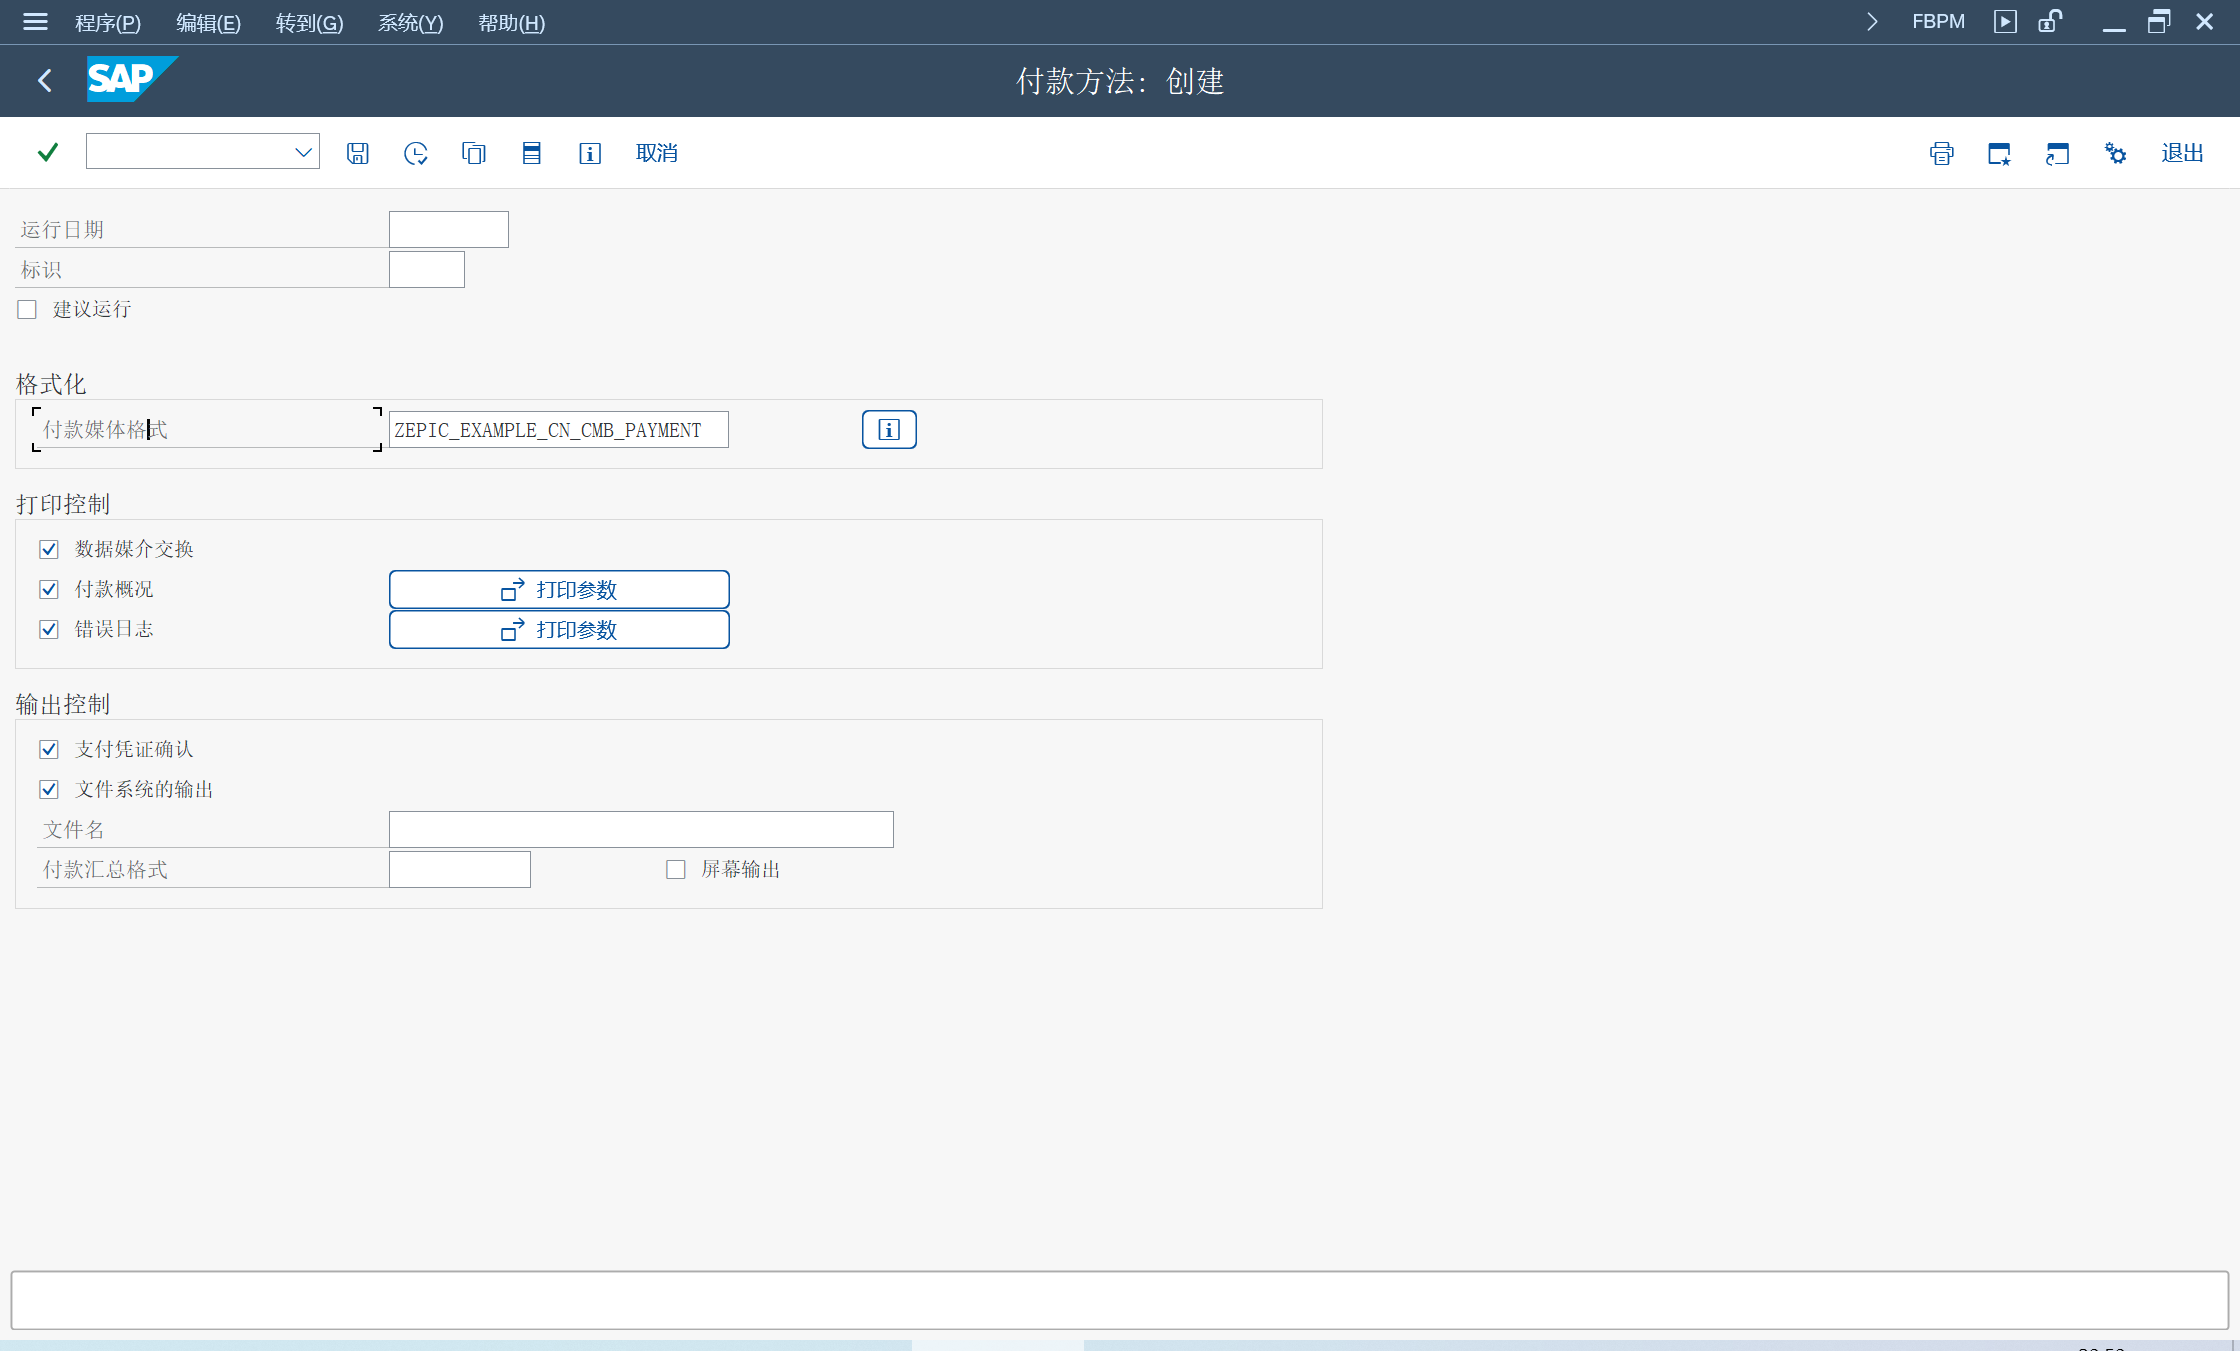 程序(P) 编辑(E) 转到(G) 系统(Y) 帮助(H) FBPM
SAP 付款方法：创建
取消 退出
运行日期
标识
建议运行
格式化
付款媒体格式 ZEPIC_EXAMPLE_CN_CMB_PAYMENT
打印控制
数据媒介交换
付款概况 打印参数
错误日志 打印参数
输出控制
支付凭证确认
文件系统的输出
文件名
付款汇总格式 屏幕输出